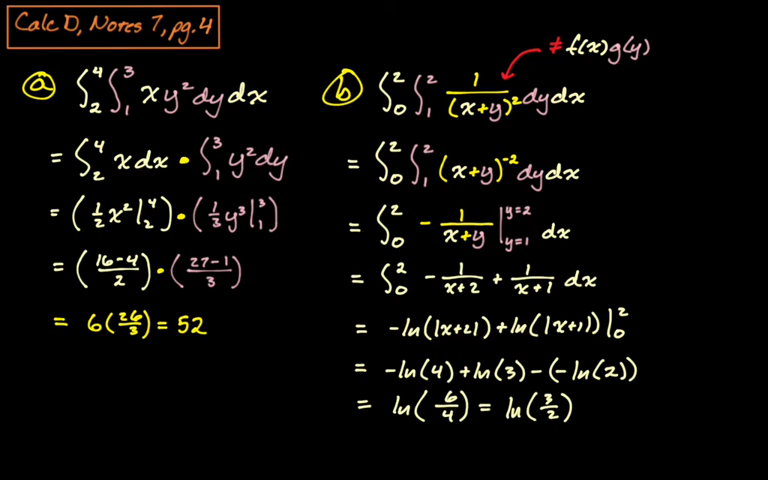 Calc D, Notes 7, pg. 4
≠ f(x)g(y)
ⓐ ∫₂⁴ ∫₁³ x y² dy dx
= ∫₂⁴ x dx • ∫₁³ y² dy
= (½x² |₂⁴) • (⅓y³ |₁³)
= ((16-4)/2) • ((27-1)/3)
= 6(26/3) = 52
ⓑ ∫₀² ∫₁² 1/(x+y)² dy dx
= ∫₀² ∫₁² (x+y)⁻² dy dx
= ∫₀² - 1/(x+y) |_{y=1}^{y=2} dx
= ∫₀² - 1/(x+2) + 1/(x+1) dx
= -ln(|x+2|) + ln(|x+1|) |₀²
= -ln(4) + ln(3) - (-ln(2))
= ln(6/4) = ln(3/2)